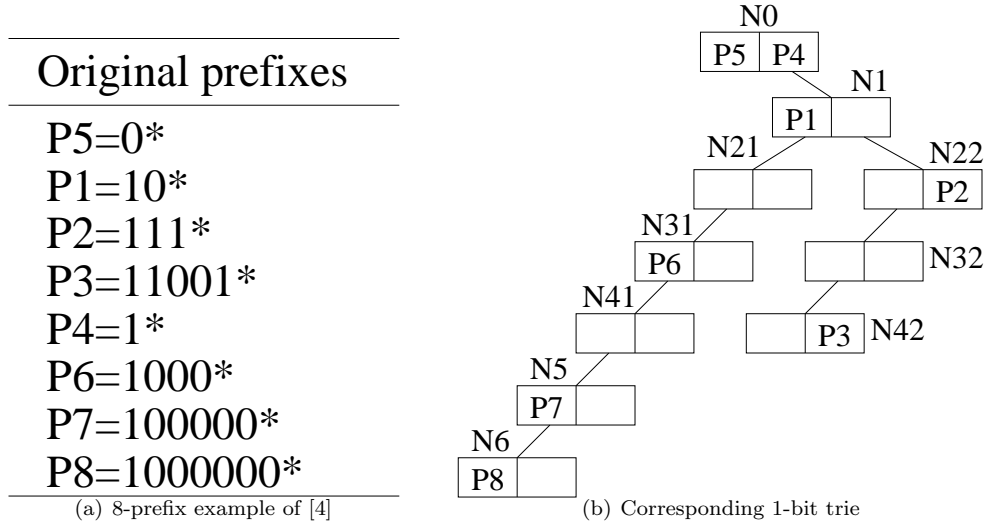 Original prefixes
P5=0*
P1=10*
P2=111*
P3=11001*
P4=1*
P6=1000*
P7=100000*
P8=1000000*
(a) 8-prefix example of [4]
N0
P5 P4
N1
P1
N21
N22
P2
N31
P6
N32
N41
P3 N42
N5
P7
N6
P8
(b) Corresponding 1-bit trie